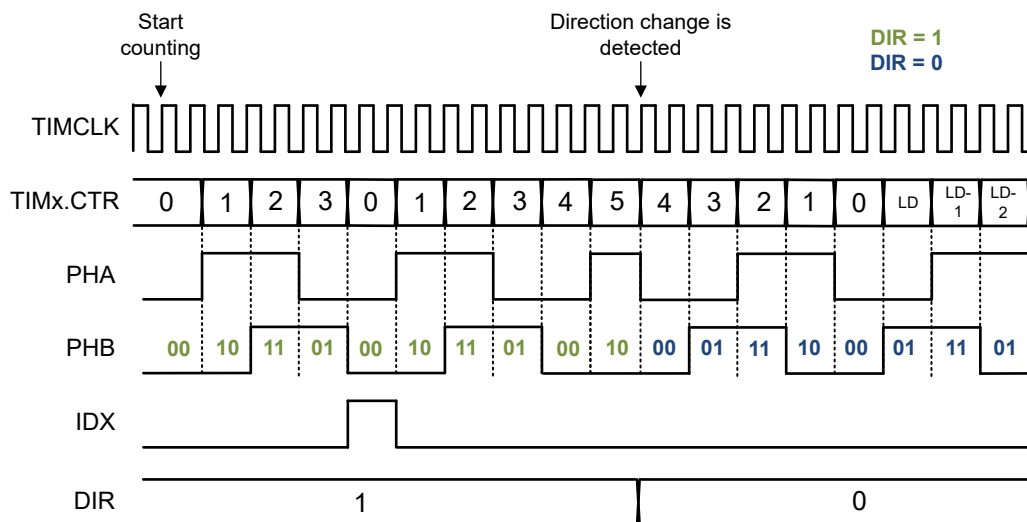 Start
counting
Direction change is
detected
DIR = 1
DIR = 0
TIMCLK
TIMx.CTR
0 1 2 3 0 1 2 3 4 5 4 3 2 1 0 LD LD-1 LD-2
PHA
PHB
00 10 11 01 00 10 11 01 00 10 00 01 11 10 00 01 11 01
IDX
DIR
1 0